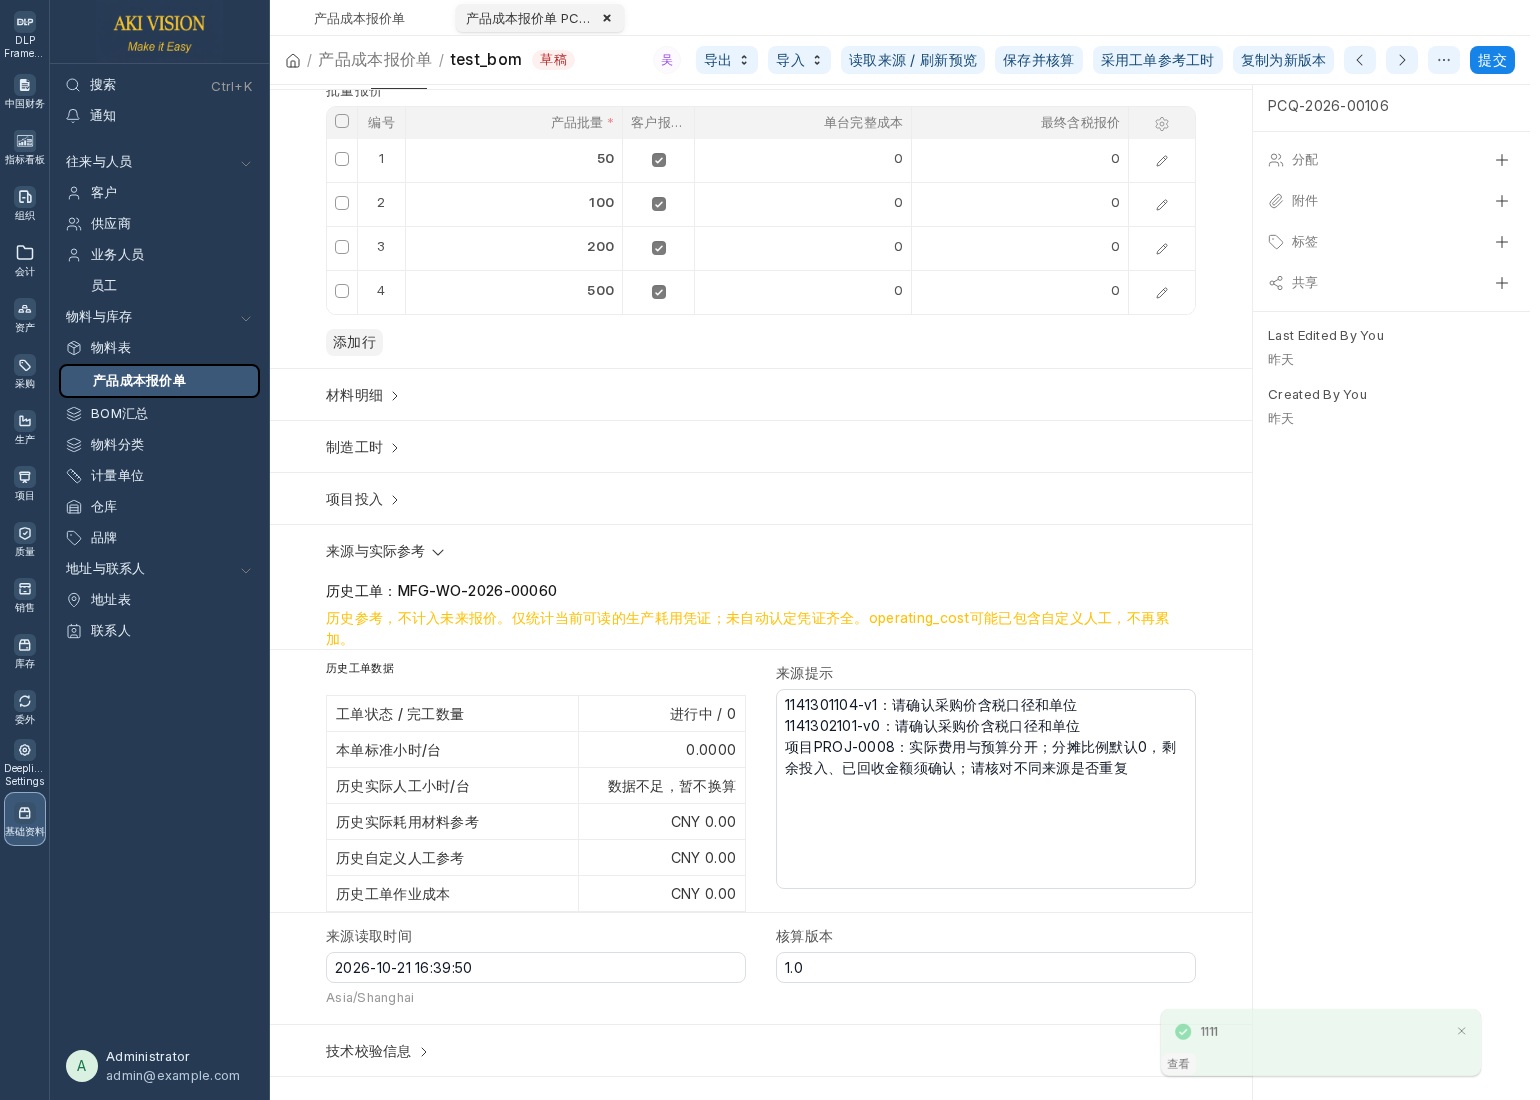 DLP
Frame…
中国财务
指标看板
组织
会计
资产
采购
生产
项目
质量
销售
库存
委外
Deepli…
Settings
基础资料
AKI VISION
Make it Easy
搜索 Ctrl+K
通知
往来与人员
客户
供应商
业务人员
员工
物料与库存
物料表
产品成本报价单
BOM汇总
物料分类
计量单位
仓库
品牌
地址与联系人
地址表
联系人
A
Administrator
admin@example.com
产品成本报价单
产品成本报价单 PC…
/ 产品成本报价单 / test_bom 草稿
吴 导出 导入 读取来源 / 刷新预览 保存并核算 采用工单参考工时 复制为新版本 … 提交
批量报价
编号 产品批量 * 客户报… 单台完整成本 最终含税报价
1 50 0 0
2 100 0 0
3 200 0 0
4 500 0 0
添加行
材料明细
制造工时
项目投入
来源与实际参考
历史工单：MFG-WO-2026-00060
历史参考，不计入未来报价。仅统计当前可读的生产耗用凭证；未自动认定凭证齐全。operating_cost可能已包含自定义人工，不再累
加。
历史工单数据
工单状态 / 完工数量 进行中 / 0
本单标准小时/台 0.0000
历史实际人工小时/台 数据不足，暂不换算
历史实际耗用材料参考 CNY 0.00
历史自定义人工参考 CNY 0.00
历史工单作业成本 CNY 0.00
来源提示
1141301104-v1：请确认采购价含税口径和单位
1141302101-v0：请确认采购价含税口径和单位
项目PROJ-0008：实际费用与预算分开；分摊比例默认0，剩
余投入、已回收金额须确认；请核对不同来源是否重复
来源读取时间
2026-10-21 16:39:50
Asia/Shanghai
核算版本
1.0
技术校验信息
PCQ-2026-00106
分配
附件
标签
共享
Last Edited By You
昨天
Created By You
昨天
1111
查看